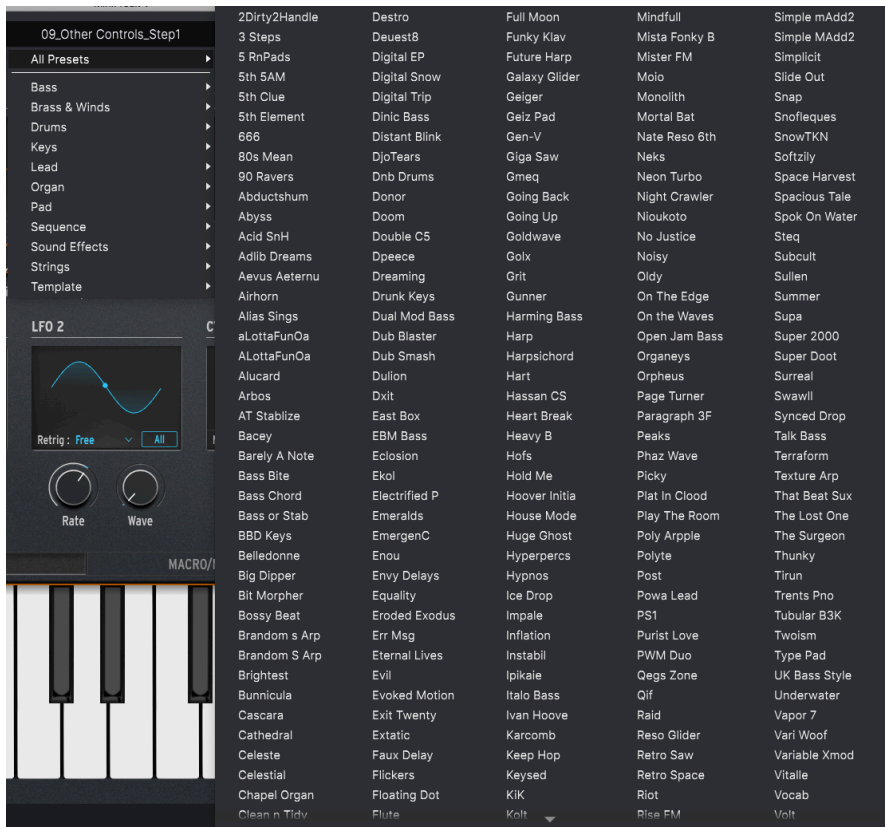 09_Other Controls_Step1
All Presets
Bass
Brass & Winds
Drums
Keys
Lead
Organ
Pad
Sequence
Sound Effects
Strings
Template
LFO 2
Retrig : Free
All
Rate
Wave
MACRO/
2Dirty2Handle
3 Steps
5 RnPads
5th 5AM
5th Clue
5th Element
666
80s Mean
90 Ravers
Abductshum
Abyss
Acid SnH
Adlib Dreams
Aevus Aeternu
Airhorn
Alias Sings
aLottaFunOa
ALottaFunOa
Alucard
Arbos
AT Stablize
Bacey
Barely A Note
Bass Bite
Bass Chord
Bass or Stab
BBD Keys
Belledonne
Big Dipper
Bit Morpher
Bossy Beat
Brandom s Arp
Brandom S Arp
Brightest
Bunnicula
Cascara
Cathedral
Celeste
Celestial
Chapel Organ
Clean n Tidy
Destro
Deuest8
Digital EP
Digital Snow
Digital Trip
Dinic Bass
Distant Blink
DjoTears
Dnb Drums
Donor
Doom
Double C5
Dpeece
Dreaming
Drunk Keys
Dual Mod Bass
Dub Blaster
Dub Smash
Dulion
Dxit
East Box
EBM Bass
Eclosion
Ekol
Electrified P
Emeralds
EmergenC
Enou
Envy Delays
Equality
Eroded Exodus
Err Msg
Eternal Lives
Evil
Evoked Motion
Exit Twenty
Extatic
Faux Delay
Flickers
Floating Dot
Flute
Full Moon
Funky Klav
Future Harp
Galaxy Glider
Geiger
Geiz Pad
Gen-V
Giga Saw
Gmeq
Going Back
Going Up
Goldwave
Golx
Grit
Gunner
Harming Bass
Harp
Harpsichord
Hart
Hassan CS
Heart Break
Heavy B
Hofs
Hold Me
Hoover Initia
House Mode
Huge Ghost
Hyperpercs
Hypnos
Ice Drop
Impale
Inflation
Instabil
Ipikaie
Italo Bass
Ivan Hoove
Karcomb
Keep Hop
Keysed
KiK
Kolt
Mindfull
Mista Fonky B
Mister FM
Moio
Monolith
Mortal Bat
Nate Reso 6th
Neks
Neon Turbo
Night Crawler
Nioukoto
No Justice
Noisy
Oldy
On The Edge
On the Waves
Open Jam Bass
Organeys
Orpheus
Page Turner
Paragraph 3F
Peaks
Phaz Wave
Picky
Plat In Clood
Play The Room
Poly Arpple
Polyte
Post
Powa Lead
PS1
Purist Love
PWM Duo
Qegs Zone
Qif
Raid
Reso Glider
Retro Saw
Retro Space
Riot
Rise FM
Simple mAdd2
Simple MAdd2
Simplicit
Slide Out
Snap
Snofleques
SnowTKN
Softzily
Space Harvest
Spacious Tale
Spok On Water
Steq
Subcult
Sullen
Summer
Supa
Super 2000
Super Doot
Surreal
Swawll
Synced Drop
Talk Bass
Terraform
Texture Arp
That Beat Sux
The Lost One
The Surgeon
Thunky
Tirun
Trents Pno
Tubular B3K
Twoism
Type Pad
UK Bass Style
Underwater
Vapor 7
Vari Woof
Variable Xmod
Vitalle
Vocab
Volt